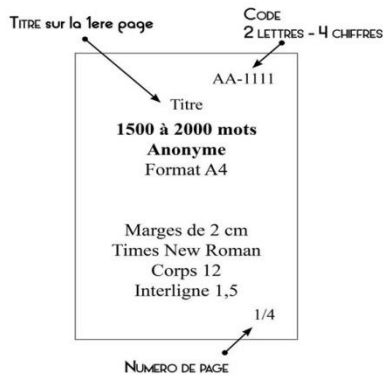 TITRE sur la 1ere page
CODE
2 LETTRES - 4 CHIFFRES
AA-1111
Titre
1500 à 2000 mots
Anonyme
Format A4
Marges de 2 cm
Times New Roman
Corps 12
Interligne 1,5
1/4
NUMERO DE PAGE